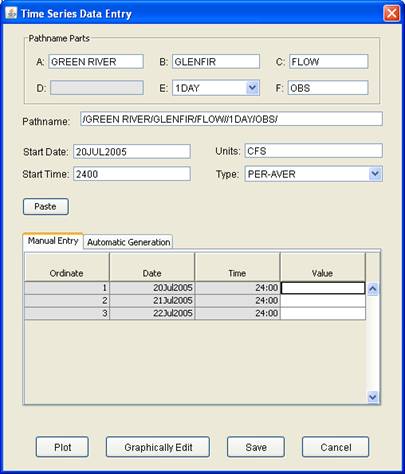 Time Series Data Entry
Pathname Parts
A: GREEN RIVER B: GLENFIR C: FLOW
D: E: 1DAY F: OBS
Pathname: /GREEN RIVER/GLENFIR/FLOW//1DAY/OBS/
Start Date: 20JUL2005 Units: CFS
Start Time: 2400 Type: PER-AVER
Paste
Manual Entry Automatic Generation
Ordinate Date Time Value
1 20Jul2005 24:00
2 21Jul2005 24:00
3 22Jul2005 24:00
Plot Graphically Edit Save Cancel